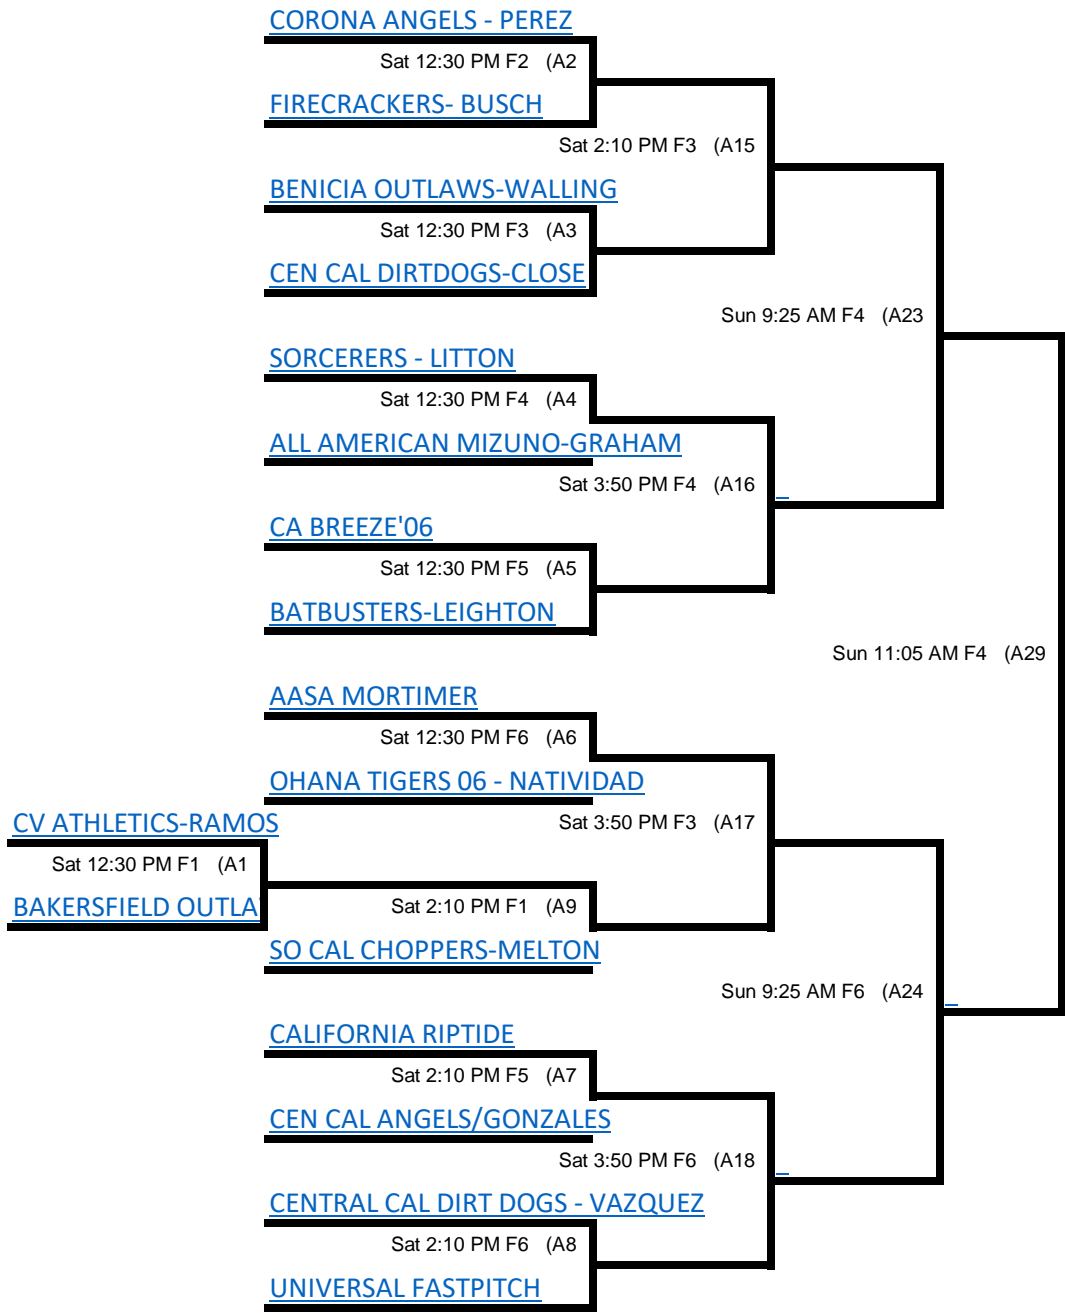 CORONA ANGELS - PEREZ
Sat 12:30 PM F2 (A2
FIRECRACKERS- BUSCH
Sat 2:10 PM F3 (A15
BENICIA OUTLAWS-WALLING
Sat 12:30 PM F3 (A3
CEN CAL DIRTDOGS-CLOSE
Sun 9:25 AM F4 (A23
SORCERERS - LITTON
Sat 12:30 PM F4 (A4
ALL AMERICAN MIZUNO-GRAHAM
Sat 3:50 PM F4 (A16
CA BREEZE'06
Sat 12:30 PM F5 (A5
BATBUSTERS-LEIGHTON
Sun 11:05 AM F4 (A29
AASA MORTIMER
Sat 12:30 PM F6 (A6
OHANA TIGERS 06 - NATIVIDAD
CV ATHLETICS-RAMOS
Sat 3:50 PM F3 (A17
Sat 12:30 PM F1 (A1
BAKERSFIELD OUTLA
Sat 2:10 PM F1 (A9
SO CAL CHOPPERS-MELTON
Sun 9:25 AM F6 (A24
CALIFORNIA RIPTIDE
Sat 2:10 PM F5 (A7
CEN CAL ANGELS/GONZALES
Sat 3:50 PM F6 (A18
CENTRAL CAL DIRT DOGS - VAZQUEZ
Sat 2:10 PM F6 (A8
UNIVERSAL FASTPITCH